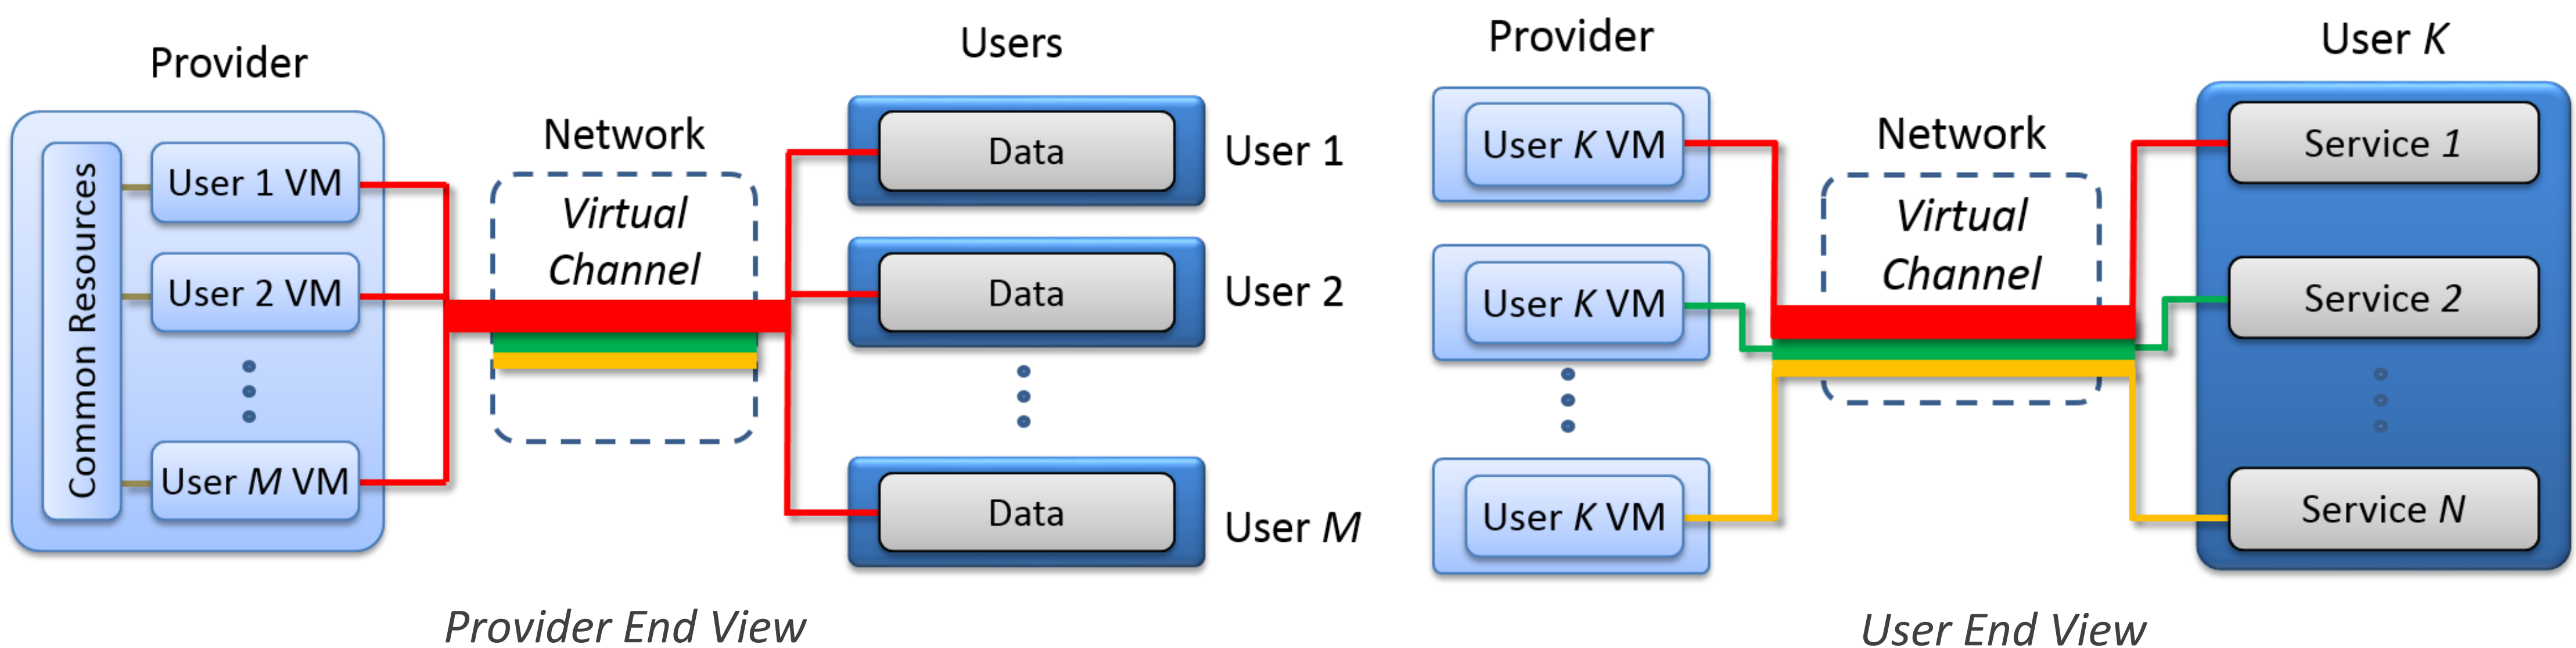 Provider
Common Resources
User 1 VM
User 2 VM
User M VM
Network
Virtual
Channel
Users
Data
User 1
Data
User 2
Data
User M
Provider End View
Provider
User K VM
User K VM
User K VM
Network
Virtual
Channel
User K
Service 1
Service 2
Service N
User End View